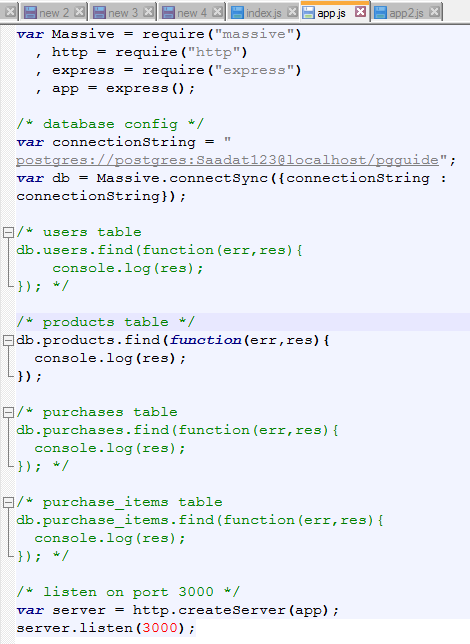 new 2 new 3 new 4 index.js app.js app2.js
var Massive = require("massive")
  , http = require("http")
  , express = require("express")
  , app = express();

/* database config */
var connectionString = "
postgres://postgres:Saadat123@localhost/pgguide";
var db = Massive.connectSync({connectionString :
connectionString});

/* users table
db.users.find(function(err,res){
    console.log(res);
}); */

/* products table */
db.products.find(function(err,res){
  console.log(res);
});

/* purchases table
db.purchases.find(function(err,res){
  console.log(res);
}); */

/* purchase_items table
db.purchase_items.find(function(err,res){
  console.log(res);
}); */

/* listen on port 3000 */
var server = http.createServer(app);
server.listen(3000);